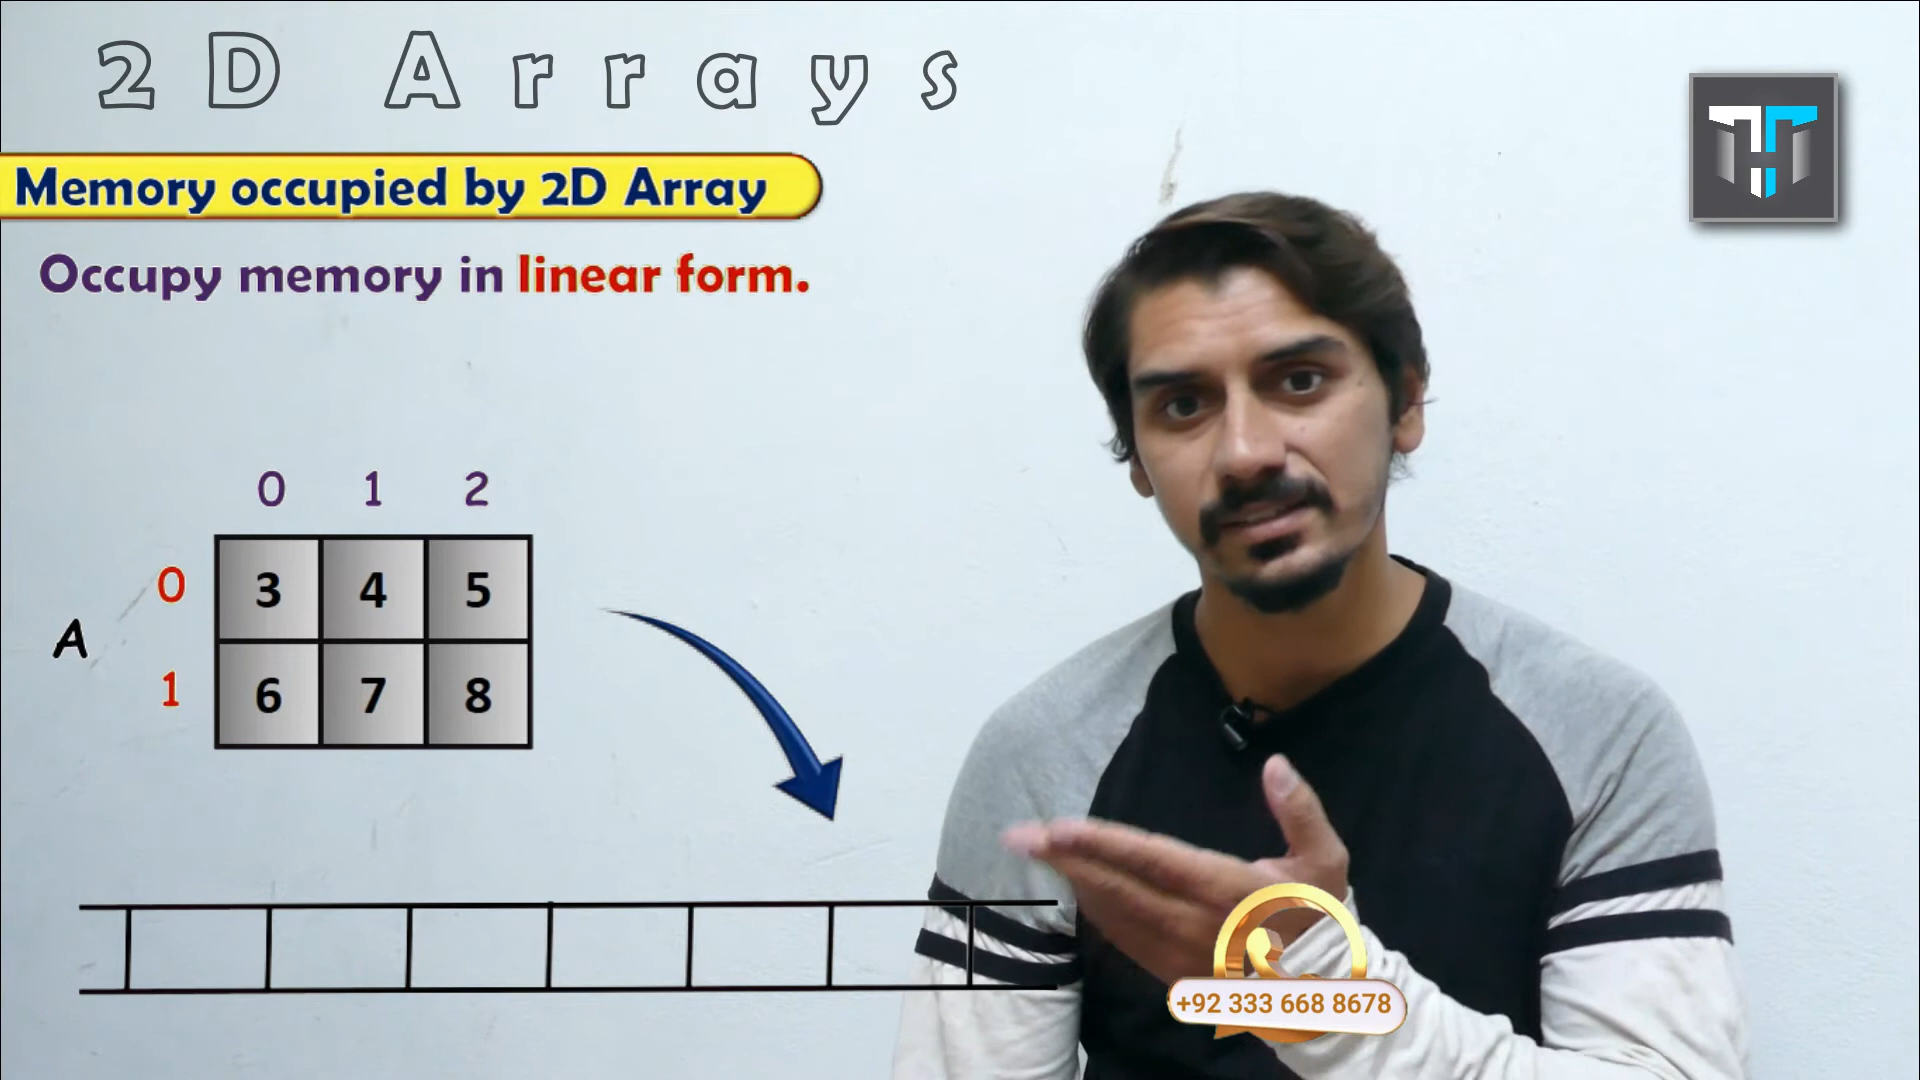 2D Arrays
Memory occupied by 2D Array
Occupy memory in linear form.
0 1 2
0 3 4 5
A
1 6 7 8
+92 333 668 8678